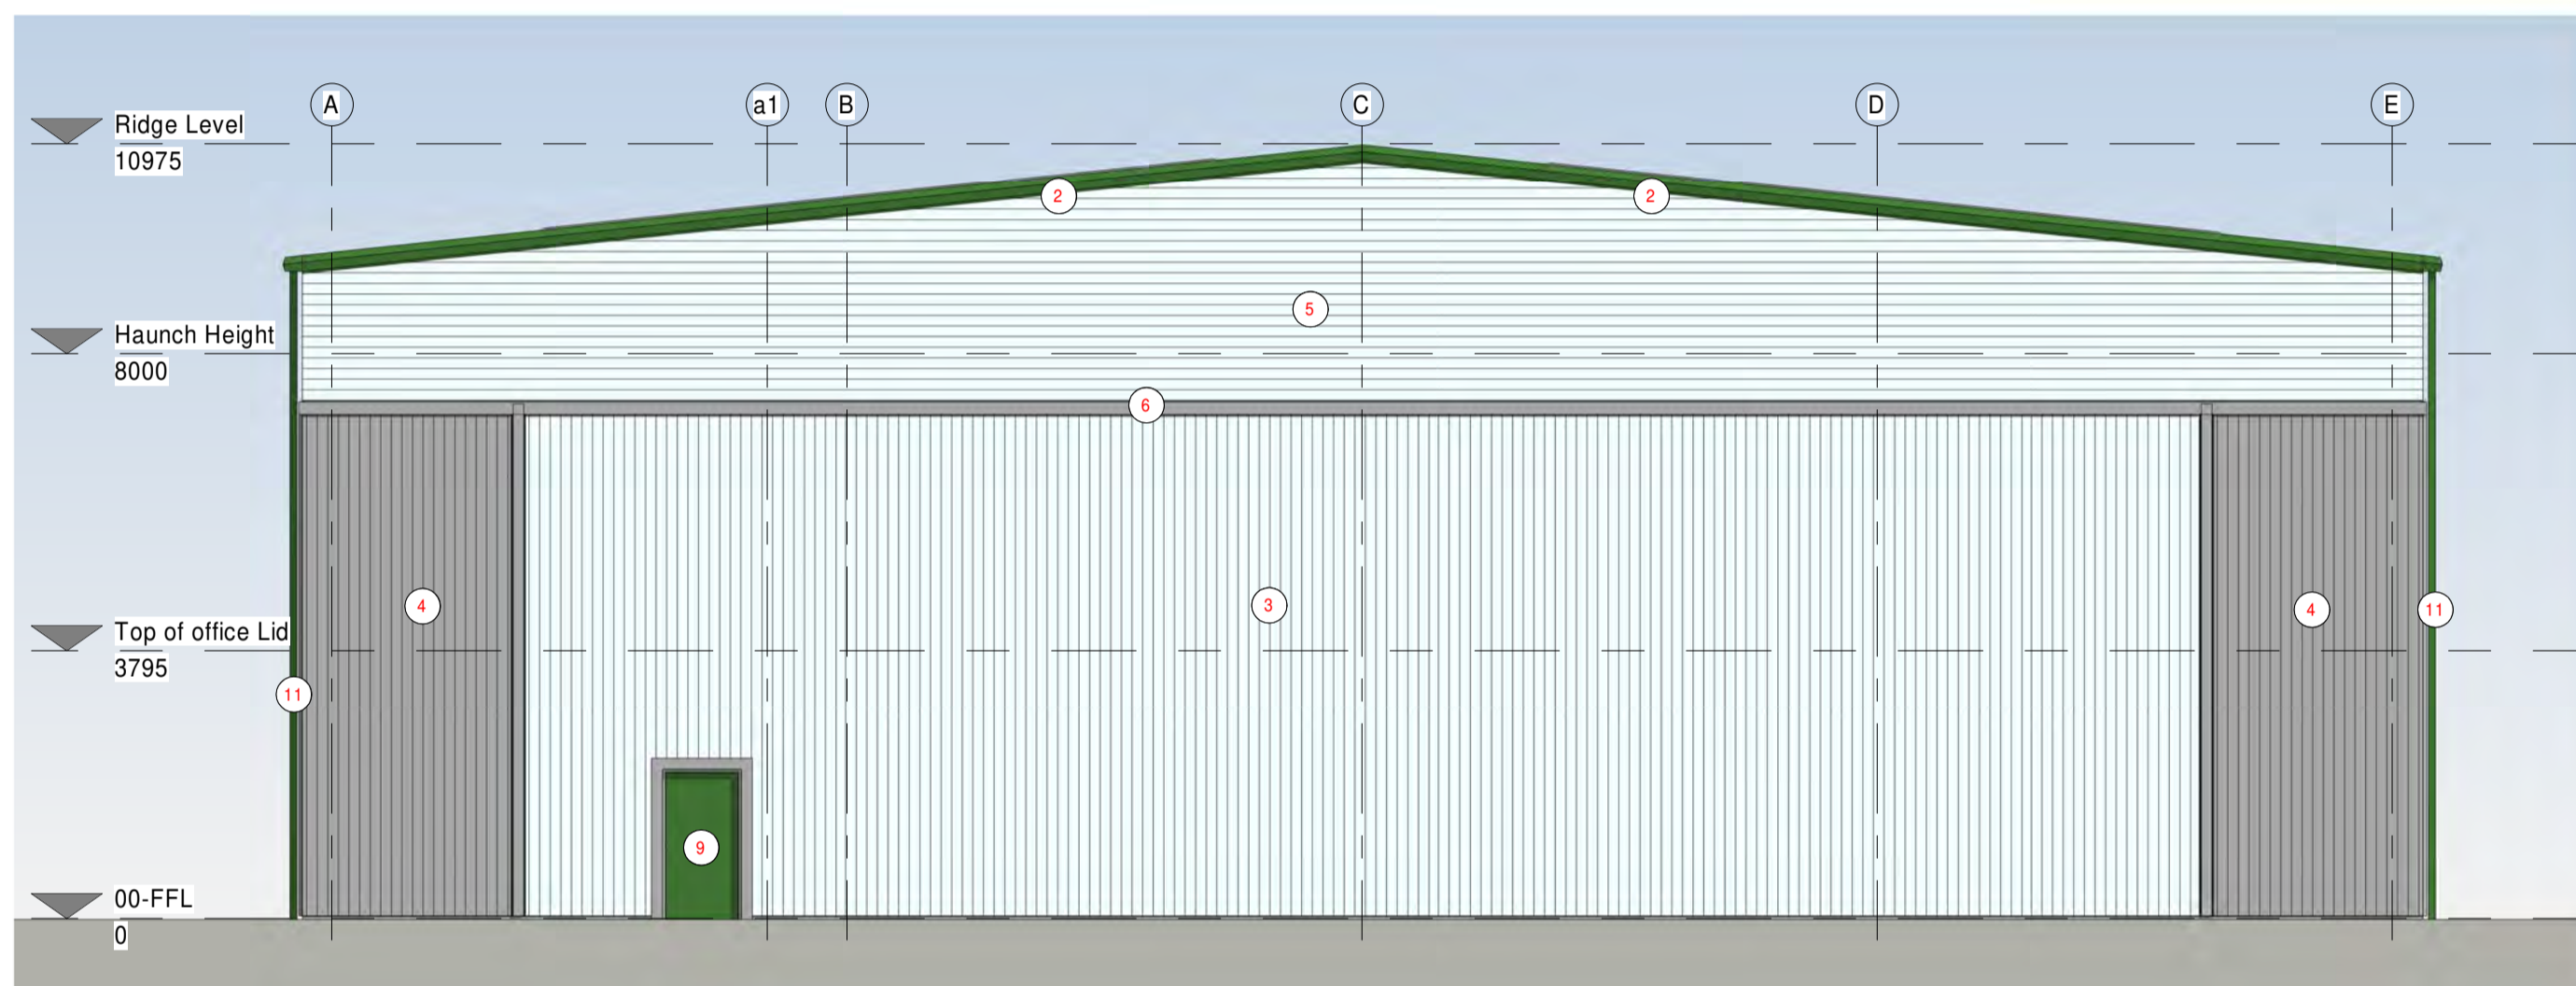 A a1 B C D E
Ridge Level
10975
2 2
5
Haunch Height
8000
6
4 3 4 11
Top of office Lid
3795
11
9
00-FFL
0